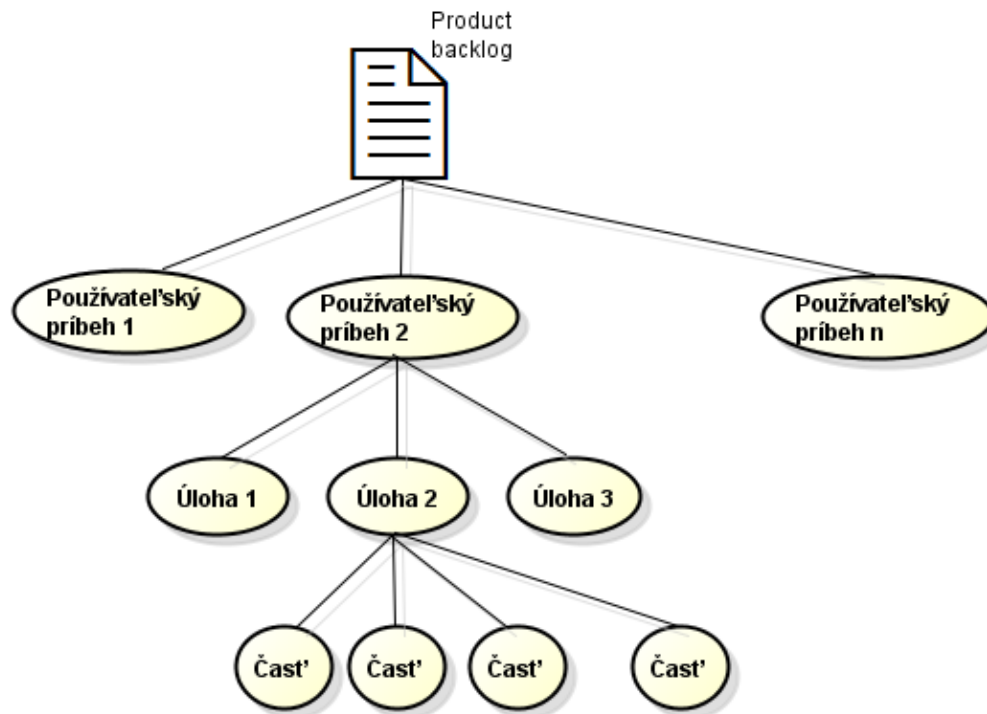 Product
backlog
Používateľský
príbeh 1
Používateľský
príbeh 2
Používateľský
príbeh n
Úloha 1
Úloha 2
Úloha 3
Časť
Časť
Časť
Časť